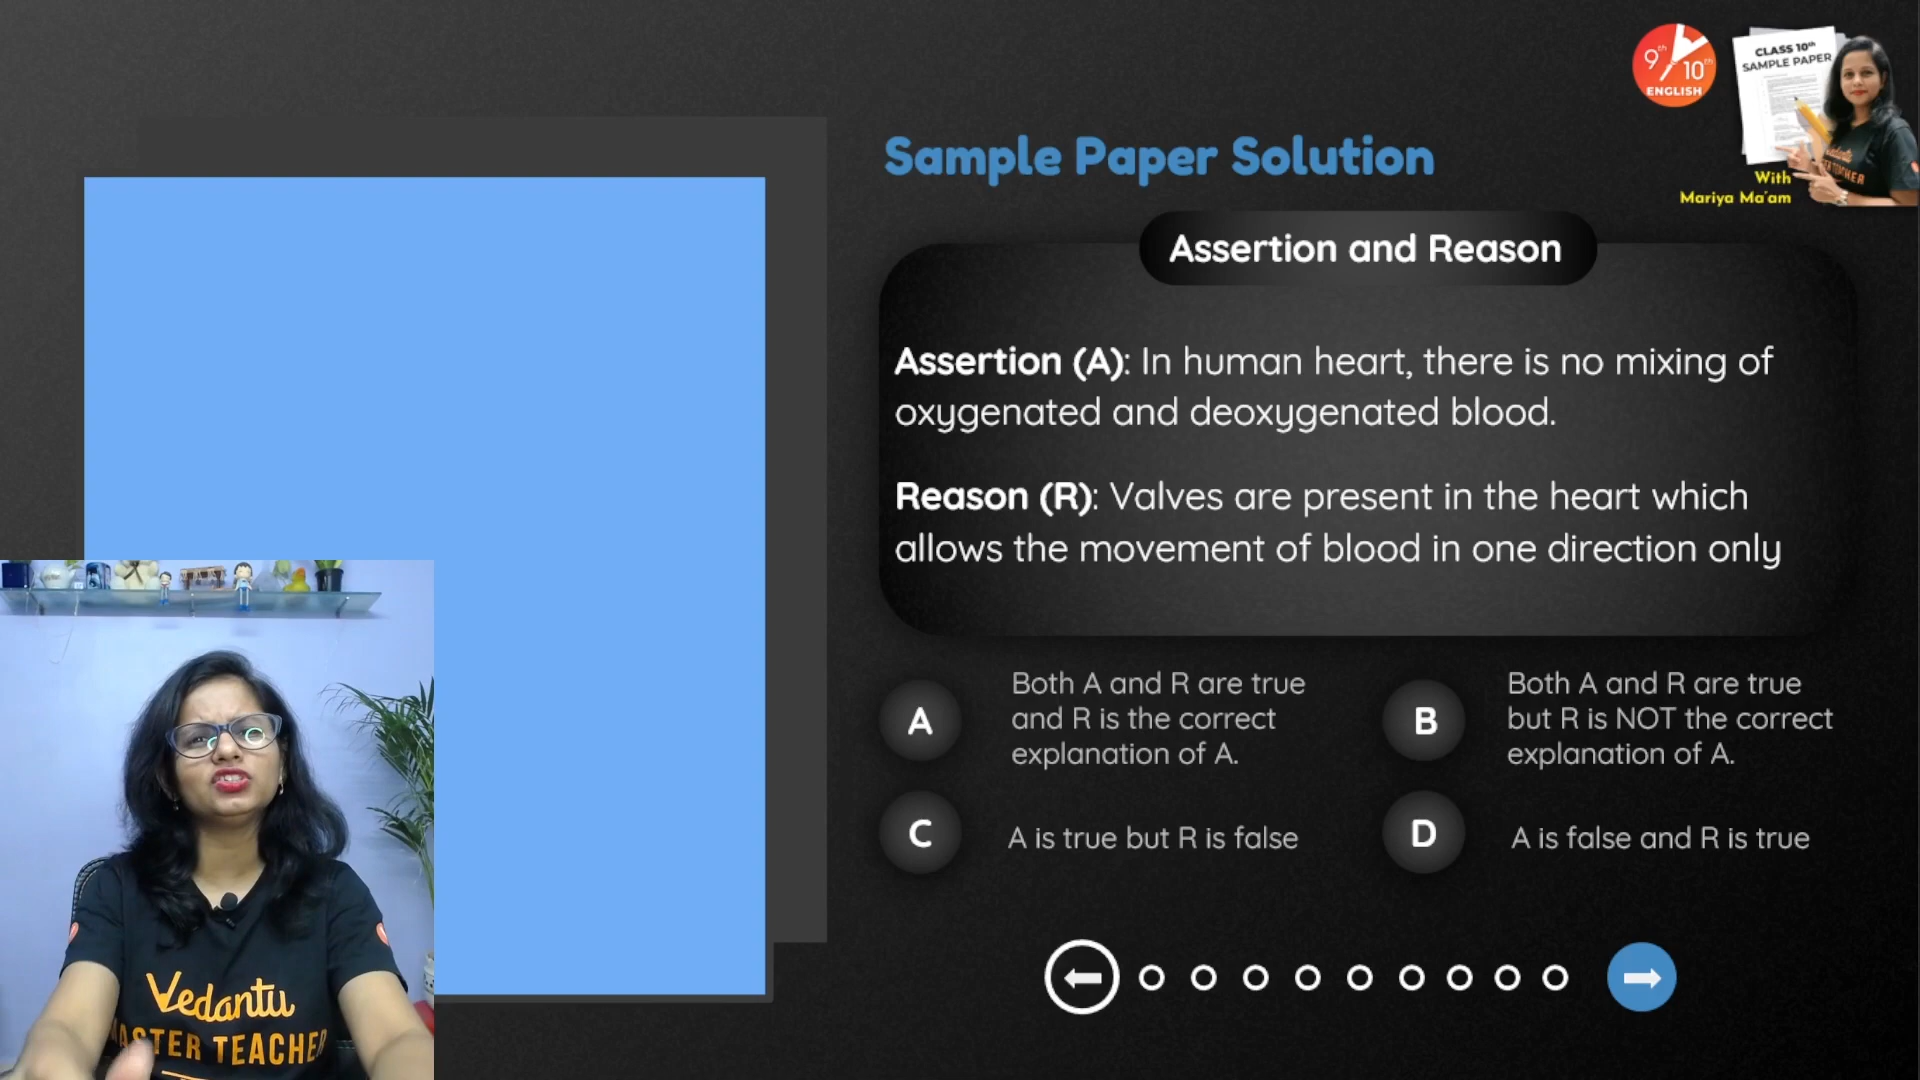 9th
10th
ENGLISH
CLASS 10th
SAMPLE PAPER
With
Mariya Ma'am
Sample Paper Solution
Assertion and Reason
Assertion (A): In human heart, there is no mixing of
oxygenated and deoxygenated blood.
Reason (R): Valves are present in the heart which
allows the movement of blood in one direction only
A
Both A and R are true
and R is the correct
explanation of A.
B
Both A and R are true
but R is NOT the correct
explanation of A.
C
A is true but R is false
D
A is false and R is true
Vedantu
MASTER TEACHER